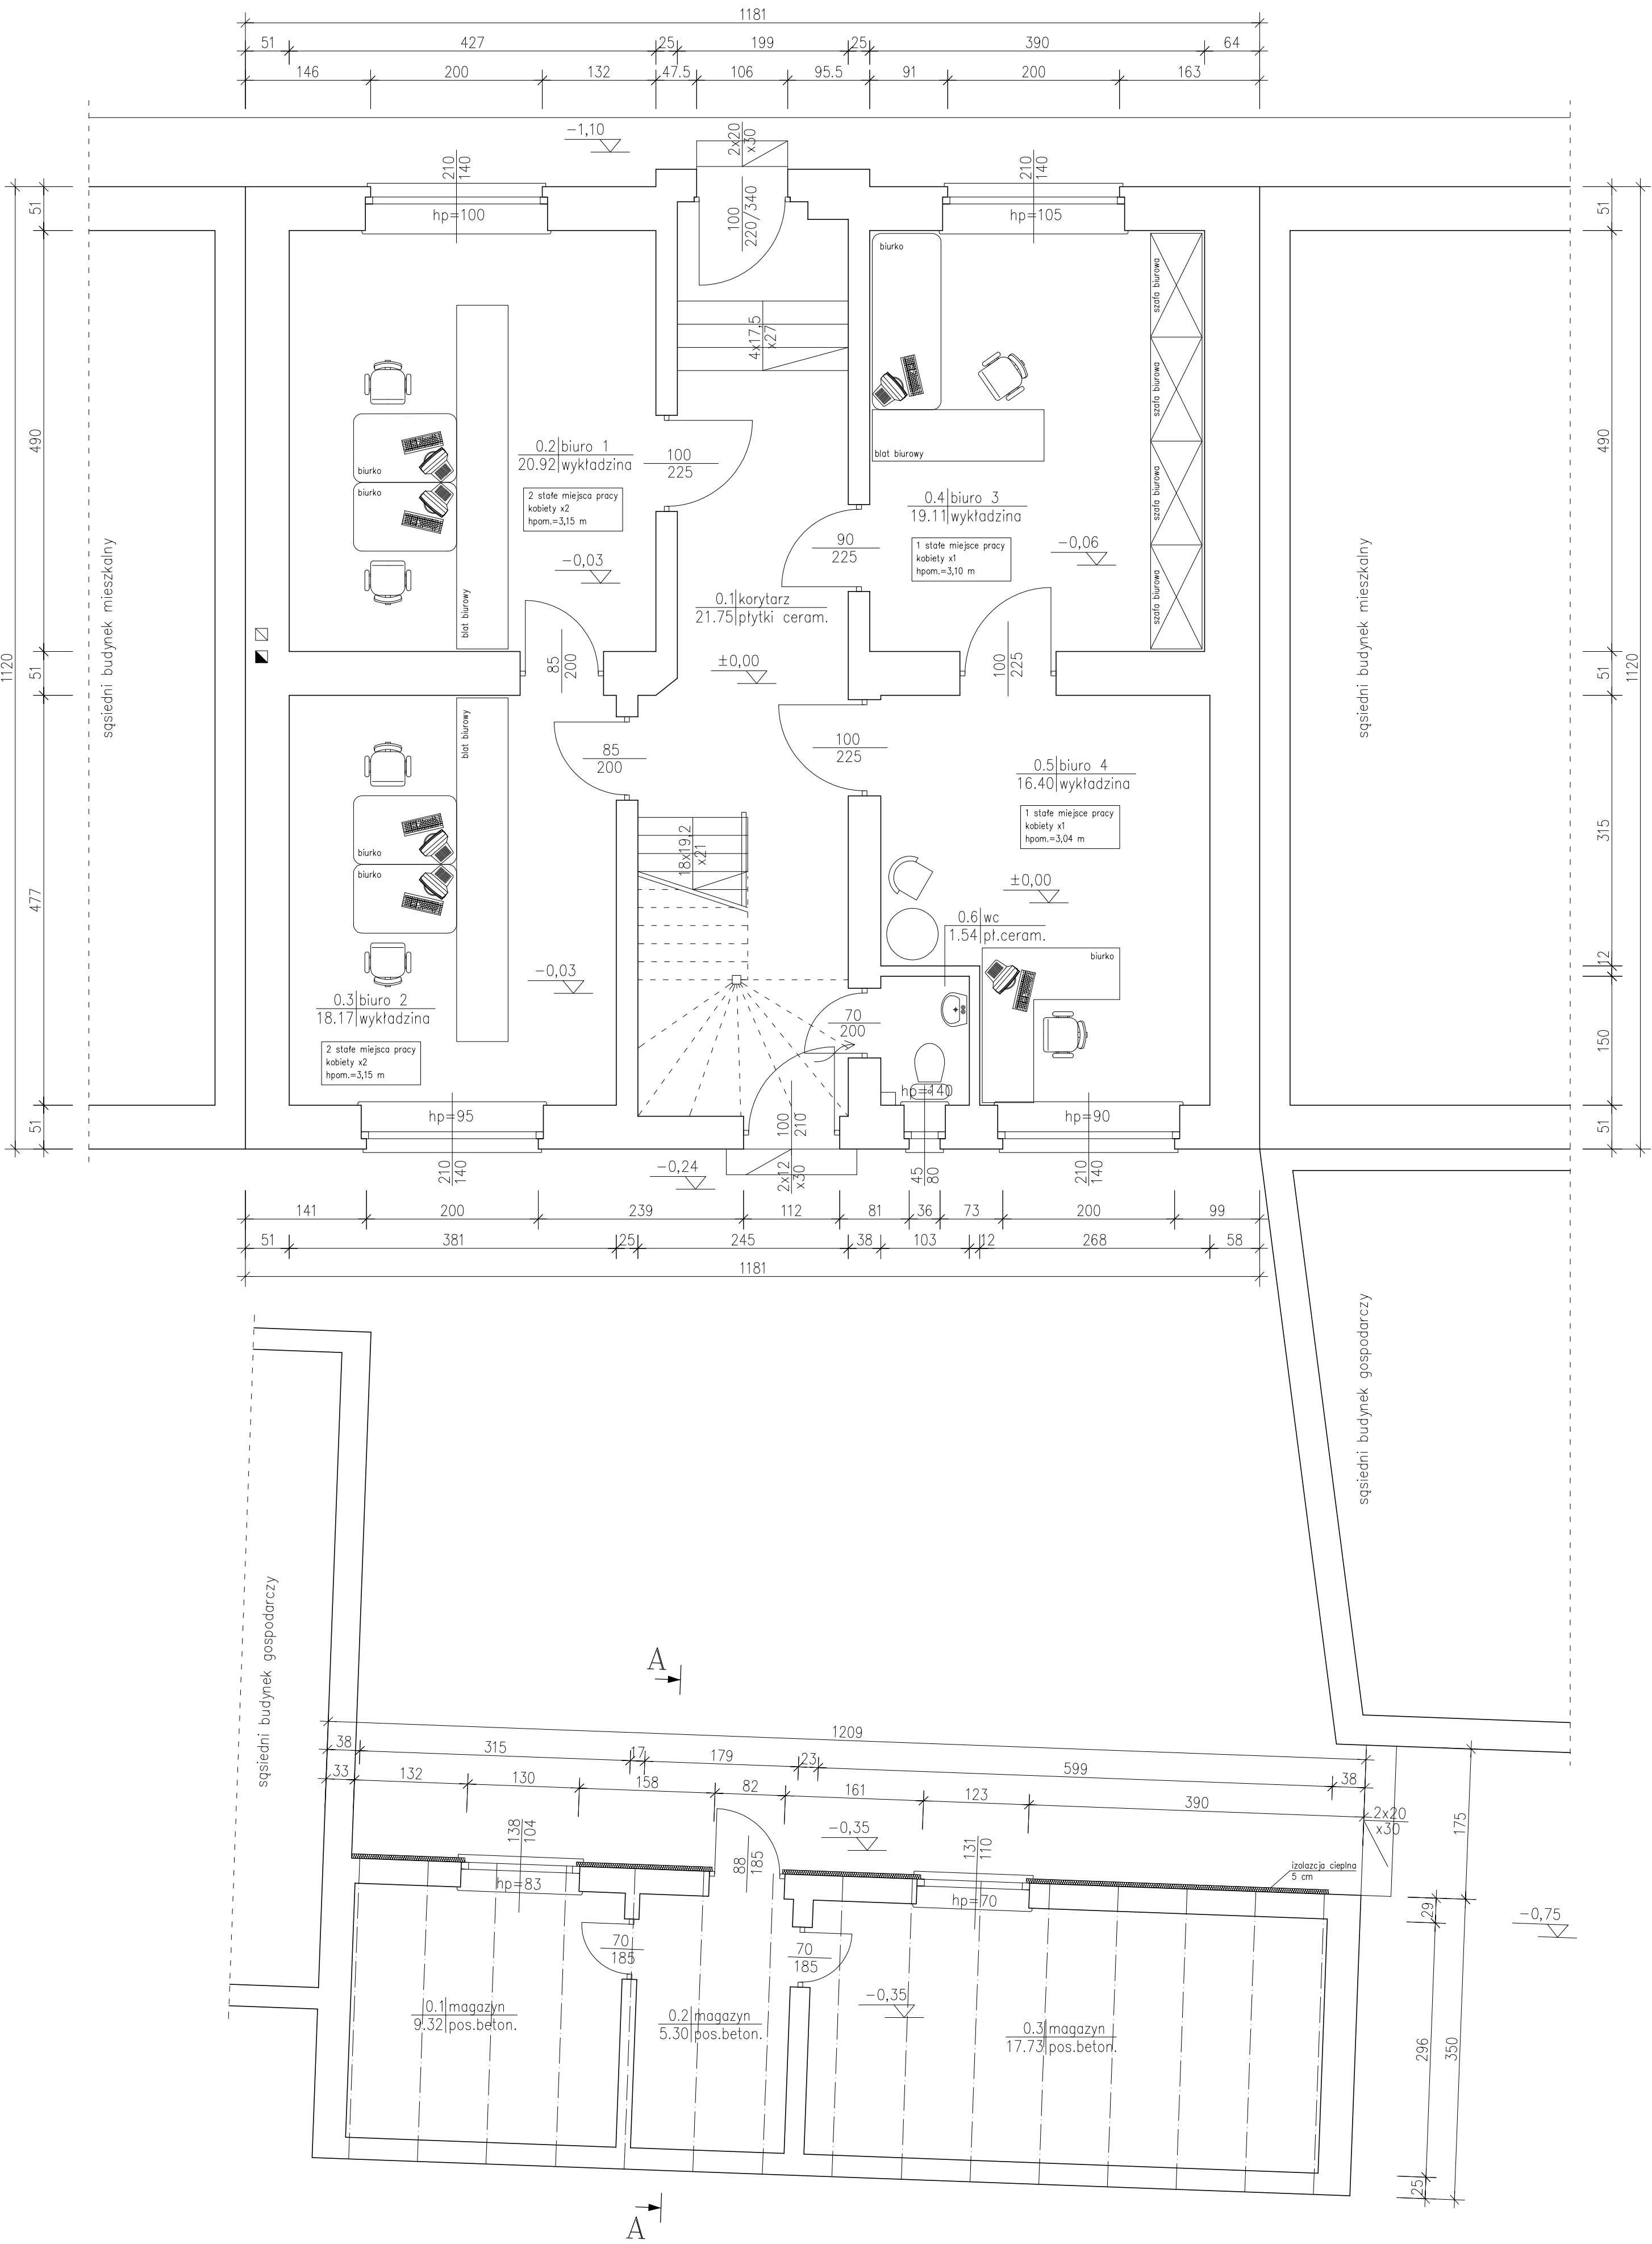 1181
51 427 25 199 25 390 64
146 200 132 47.5 106 95.5 91 200 163
-1,10
2x20
x30
210
140
210
140
hp=100
100
220/340
hp=105
51
51
biurko
szafa biurowa
4x17,5
x27
szafa biurowa
490
490
0.2 biuro 1
20.92 wykładzina
100
225
biurko
blat biurowy
biurko
2 stałe miejsca pracy
kobiety x2
hpom.=3,15 m
0.4 biuro 3
19.11 wykładzina
szafa biurowa
90
225
1 stałe miejsce pracy
kobiety x1
hpom.=3,10 m
-0,06
-0,03
sąsiedni budynek mieszkalny
sąsiedni budynek mieszkalny
blat biurowy
0.1 korytarz
21.75 płytki ceram.
szafa biurowa
1120
51
85
200
±0,00
100
225
51
1120
blat biurowy
85
200
100
225
0.5 biuro 4
16.40 wykładzina
1 stałe miejsce pracy
kobiety x1
hpom.=3,04 m
315
biurko
biurko
18x19,2
x21
477
±0,00
0.6 wc
1.54 pł.ceram.
biurko
12
-0,03
0.3 biuro 2
18.17 wykładzina
70
200
150
2 stałe miejsca pracy
kobiety x2
hpom.=3,15 m
hp=140
hp=95
100
210
hp=90
51
51
-0,24
210
140
2x12
x30
45
80
210
140
141 200 239 112 81 36 73 200 99
51 381 25 245 38 103 12 268 58
1181
sąsiedni budynek gospodarczy
sąsiedni budynek gospodarczy
A
1209
38 315 17 179 23 599 38
33 132 130 158 82 161 123 390
2x20
x30
175
138
104
-0,35
131
110
88
185
izolazcja cieplna
5 cm
hp=83
hp=70
29
-0,75
70
185
70
185
-0,35
0.1 magazyn
9.32 pos.beton.
0.2 magazyn
5.30 pos.beton.
0.3 magazyn
17.73 pos.beton.
296
350
25
A